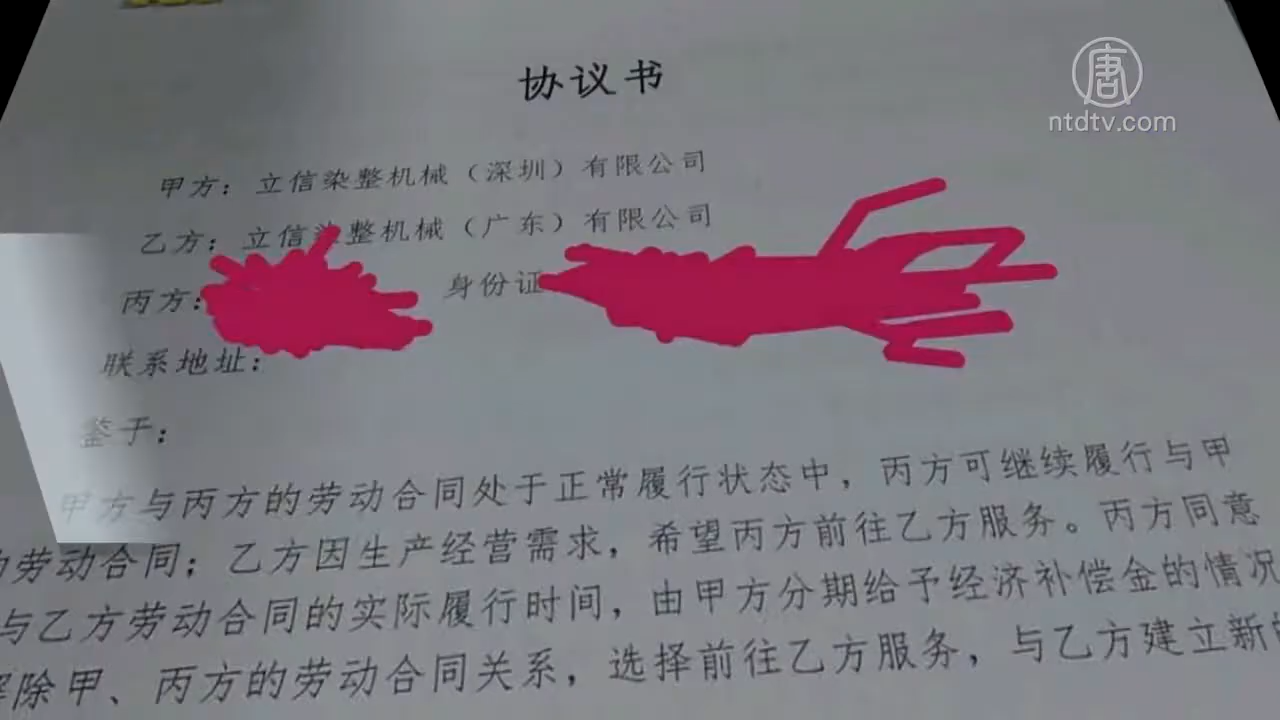 协议书
唐
ntdtv.com
甲方：立信染整机械（深圳）有限公司
乙方：立信染整机械（广东）有限公司
丙方： 身份证
联系地址：
鉴于：
甲方与丙方的劳动合同处于正常履行状态中，丙方可继续履行与甲
的劳动合同；乙方因生产经营需求，希望丙方前往乙方服务。丙方同意
与乙方劳动合同的实际履行时间，由甲方分期给予经济补偿金的情况
解除甲、丙方的劳动合同关系，选择前往乙方服务，与乙方建立新的